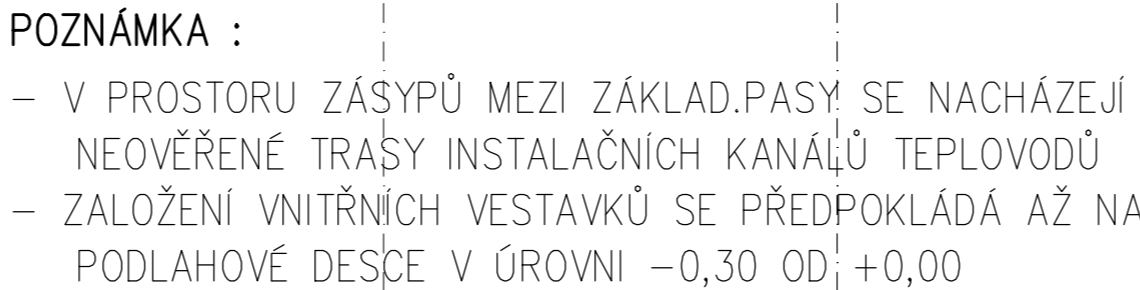 POZNÁMKA :
– V PROSTORU ZÁSYPŮ MEZI ZÁKLAD.PASY SE NACHÁZEJÍ
NEOVĚŘENÉ TRASY INSTALAČNÍCH KANÁLŮ TEPLOVODŮ
– ZALOŽENÍ VNITŘNÍCH VESTAVKŮ SE PŘEDPOKLÁDÁ AŽ NA
PODLAHOVÉ DESCE V ÚROVNI –0,30 OD +0,00